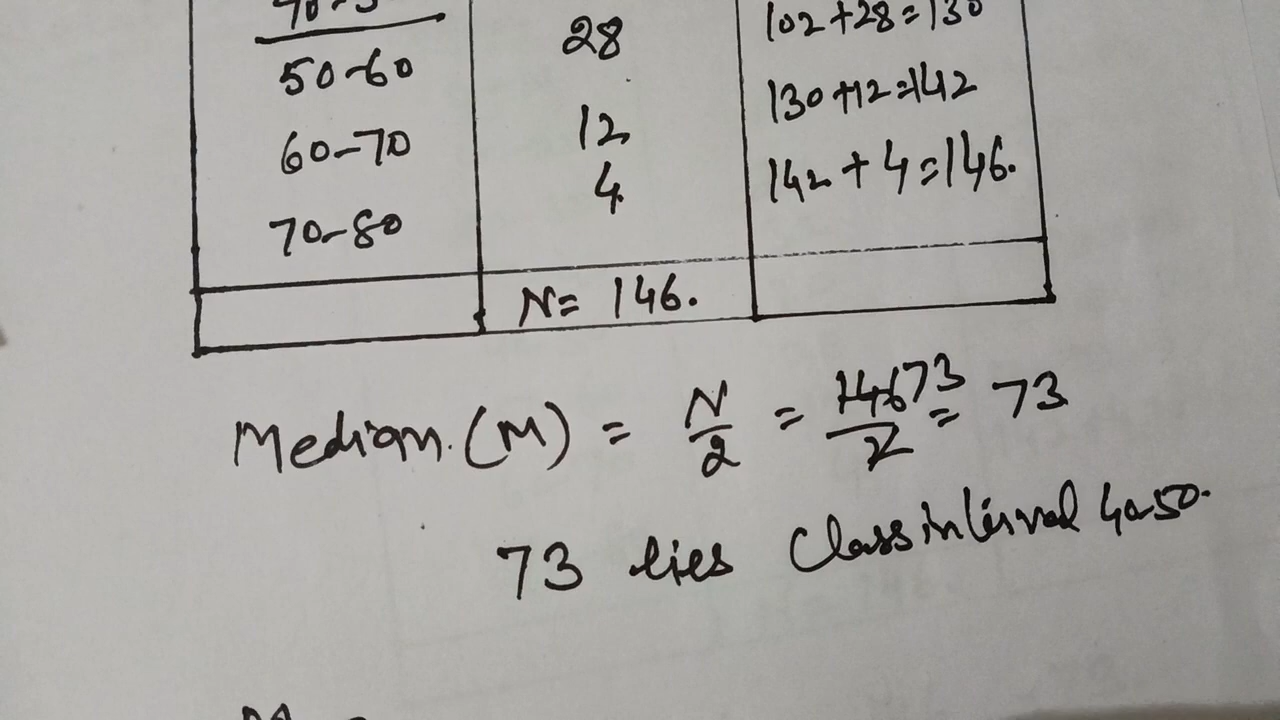 28 102+28=130
50-60
130+12=142
60-70 12
4 142+4=146.
70-80
N= 146.
Median. (M) = N/2 = 146/2 73 = 73
73 lies Class interval 40-50.